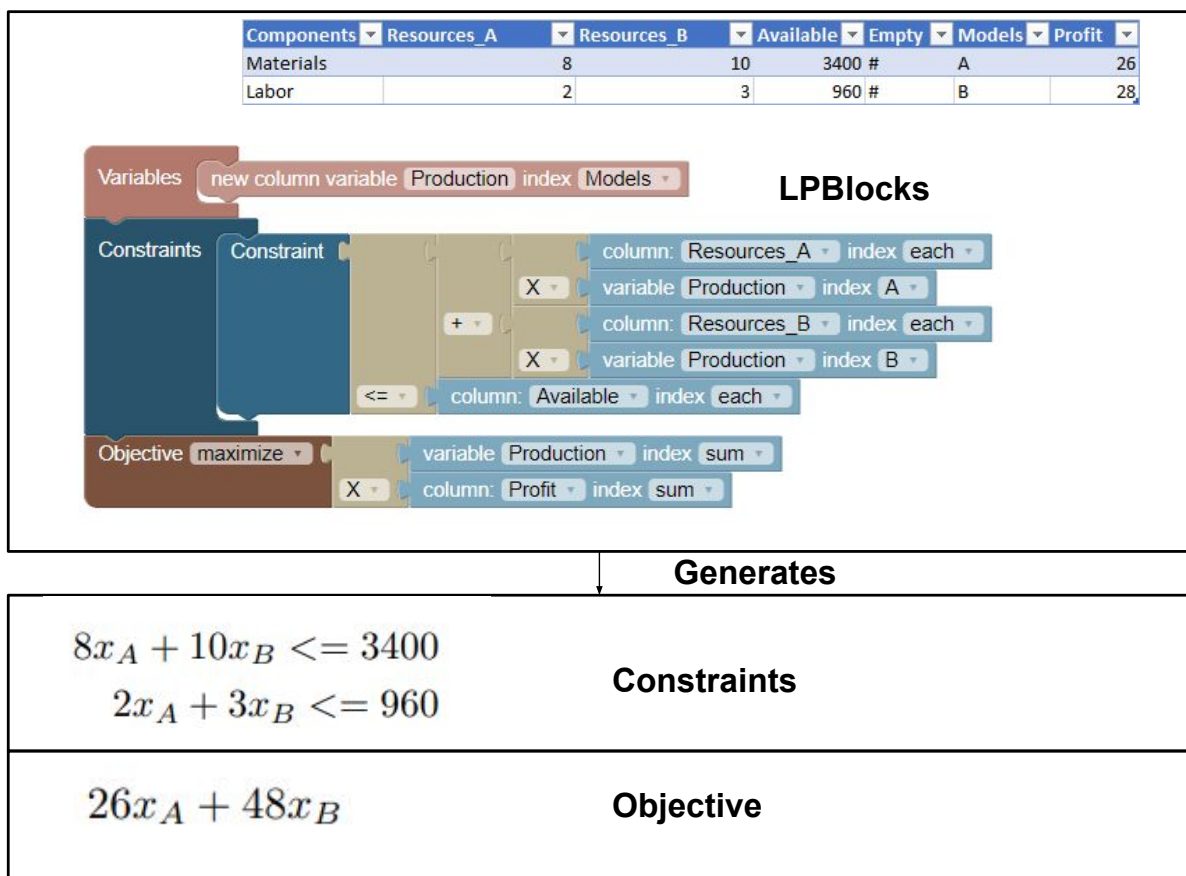 Components Resources_A Resources_B Available Empty Models Profit
Materials 8 10 3400 # A 26
Labor 2 3 960 # B 28
Variables new column variable Production index Models
LPBlocks
Constraints Constraint column: Resources_A index each
X variable Production index A
+ column: Resources_B index each
X variable Production index B
<= column: Available index each
Objective maximize variable Production index sum
X column: Profit index sum
Generates
8x_A + 10x_B <= 3400
2x_A + 3x_B <= 960
Constraints
26x_A + 48x_B
Objective